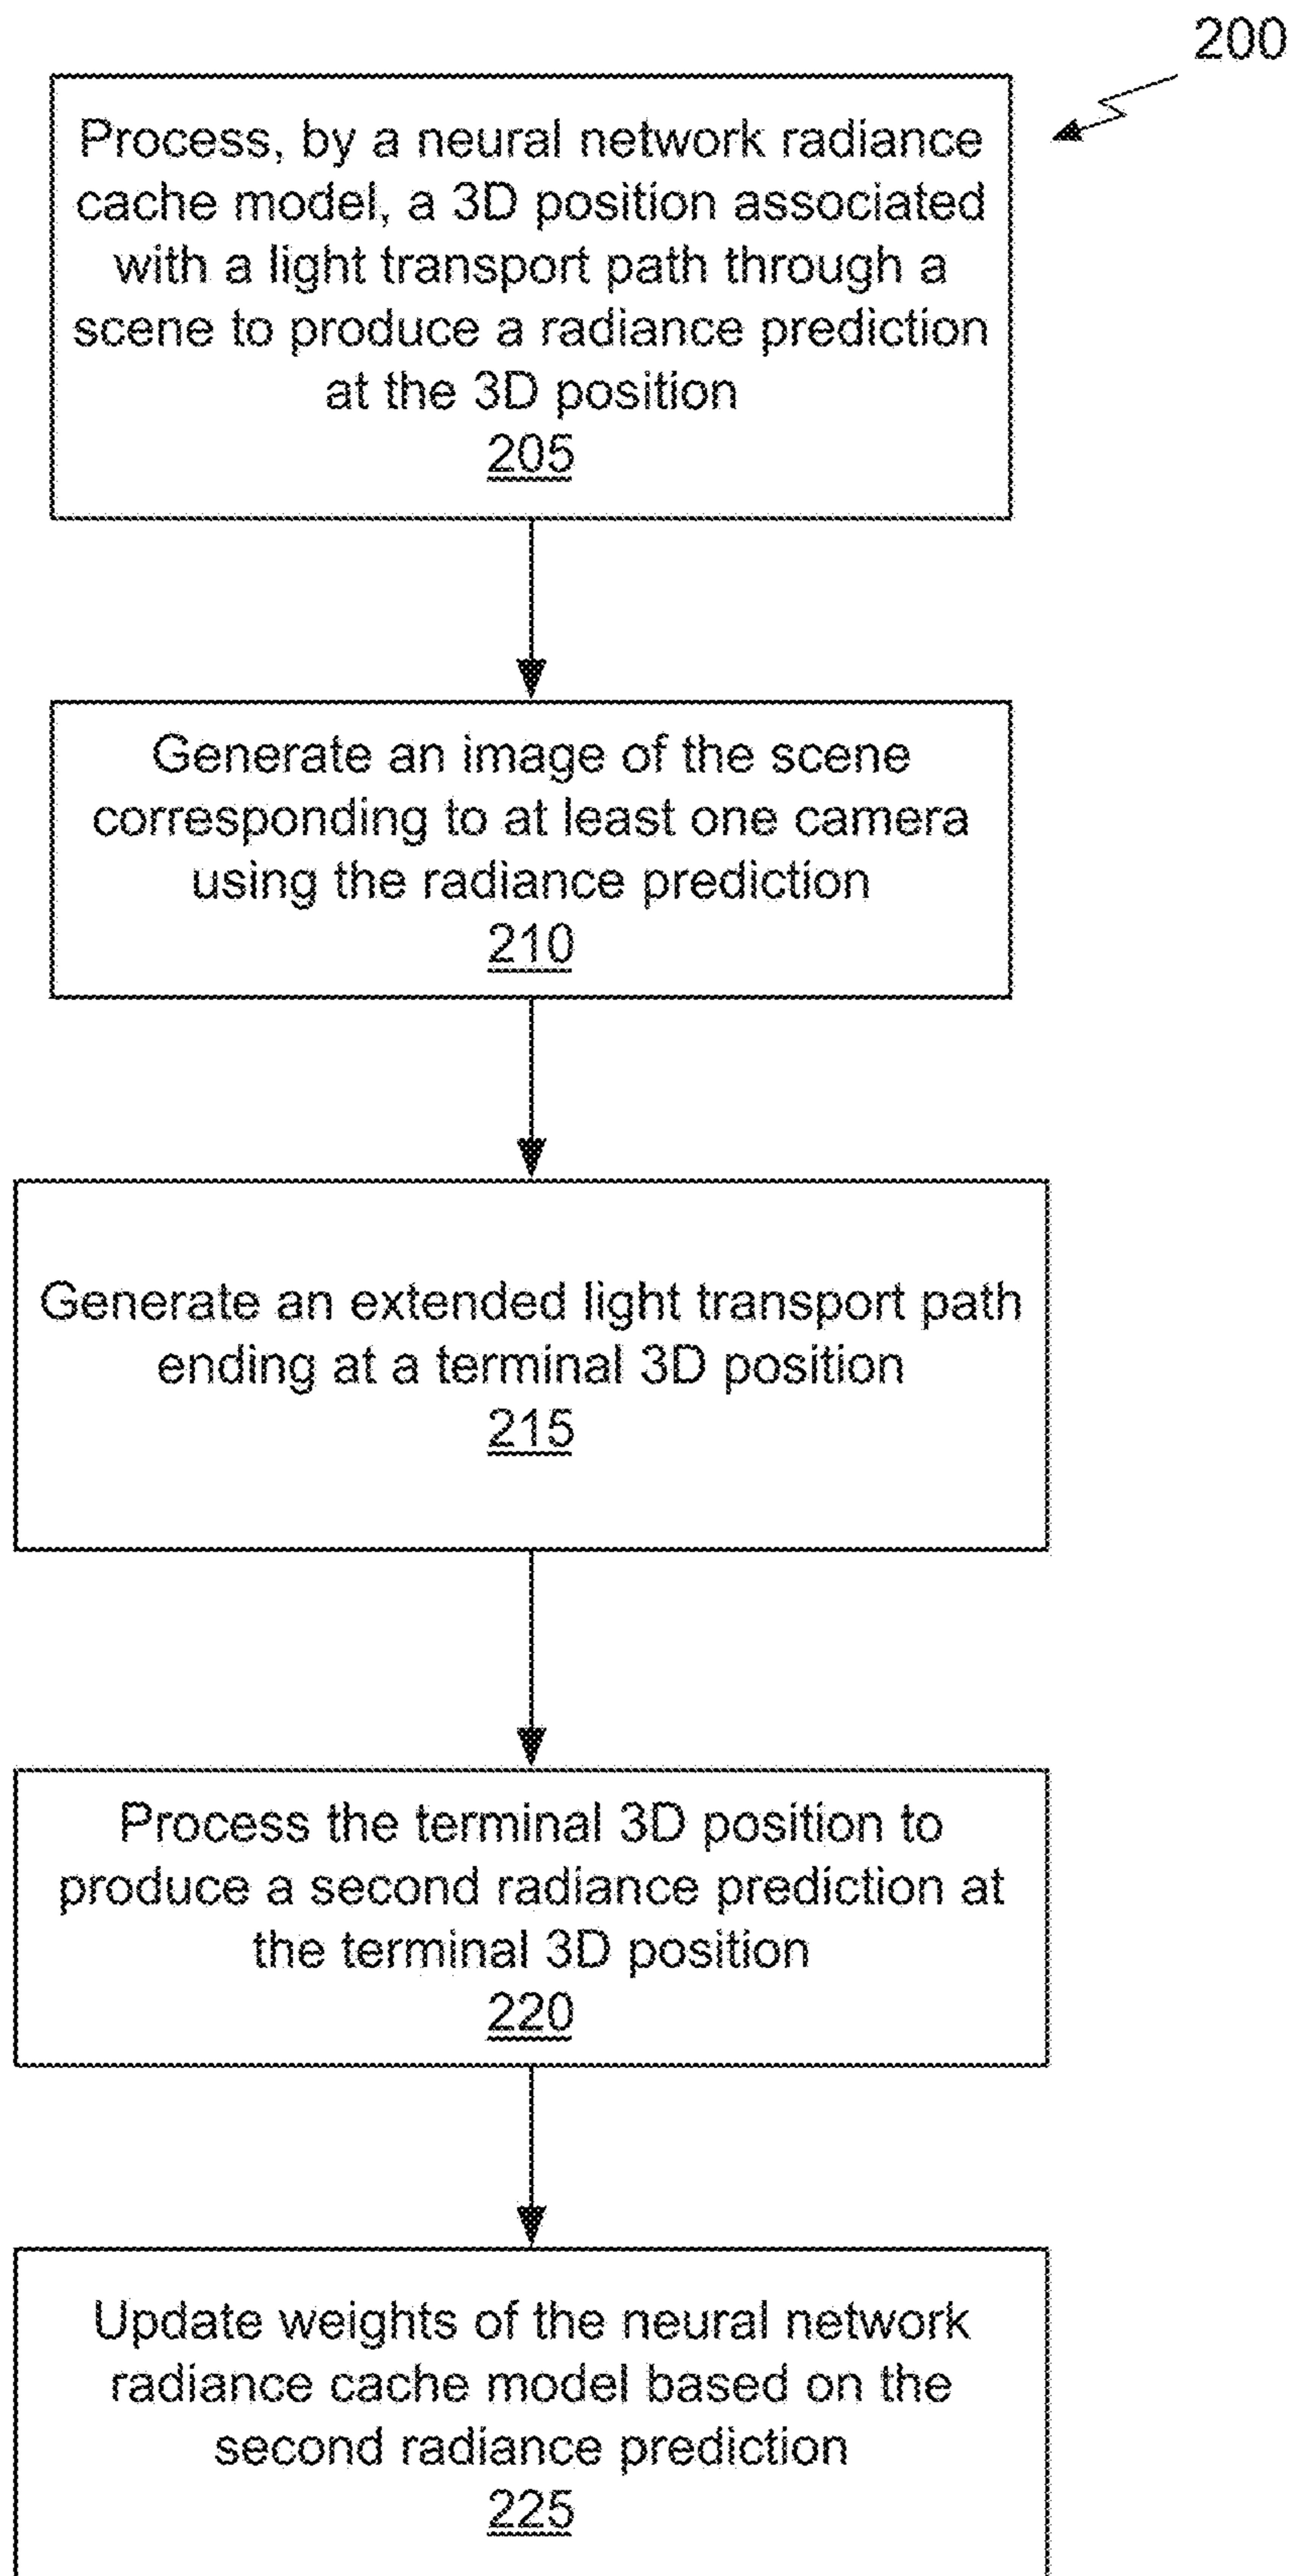 200
Process, by a neural network radiance
cache model, a 3D position associated
with a light transport path through a
scene to produce a radiance prediction
at the 3D position
205
Generate an image of the scene
corresponding to at least one camera
using the radiance prediction
210
Generate an extended light transport path
ending at a terminal 3D position
215
Process the terminal 3D position to
produce a second radiance prediction at
the terminal 3D position
220
Update weights of the neural network
radiance cache model based on the
second radiance prediction
225